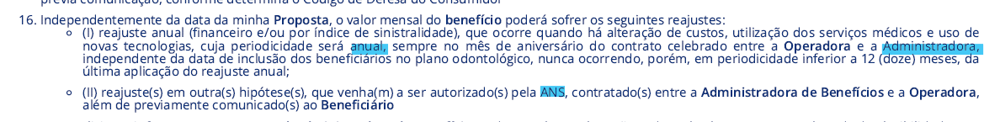 prévia comunicação, conforme determina o Código de Defesa do Consumidor
16. Independentemente da data da minha Proposta, o valor mensal do benefício poderá sofrer os seguintes reajustes:
(I) reajuste anual (financeiro e/ou por índice de sinistralidade), que ocorre quando há alteração de custos, utilização dos serviços médicos e uso de
novas tecnologias, cuja periodicidade será anual, sempre no mês de aniversário do contrato celebrado entre a Operadora e a Administradora,
independente da data de inclusão dos beneficiários no plano odontológico, nunca ocorrendo, porém, em periodicidade inferior a 12 (doze) meses, da
última aplicação do reajuste anual;
(II) reajuste(s) em outra(s) hipótese(s), que venha(m) a ser autorizado(s) pela ANS, contratado(s) entre a Administradora de Benefícios e a Operadora,
além de previamente comunicado(s) ao Beneficiário